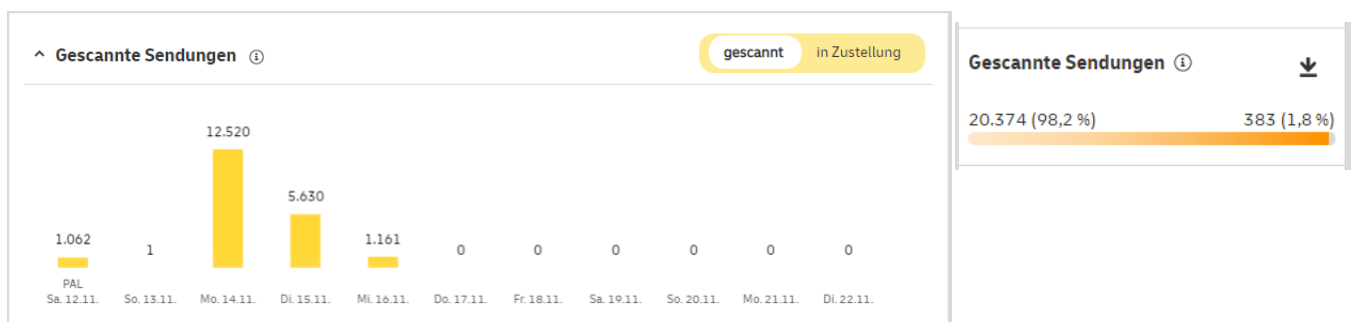 Gescannte Sendungen
gescannt
in Zustellung
12.520
5.630
1.062
1
1.161
0
0
0
0
0
0
PAL
Sa. 12.11.
So. 13.11.
Mo. 14.11.
Di. 15.11.
Mi. 16.11.
Do. 17.11.
Fr. 18.11.
Sa. 19.11.
So. 20.11.
Mo. 21.11.
Di. 22.11.
Gescannte Sendungen
20.374 (98,2 %)
383 (1,8 %)